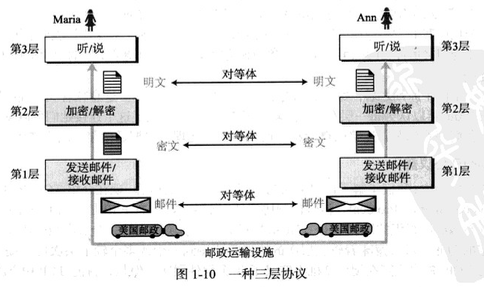 Maria
Ann
第3层
听/说
听/说
第3层
明文
对等体
明文
第2层
加密/解密
加密/解密
第2层
密文
对等体
密文
第1层
发送邮件/
接收邮件
发送邮件/
接收邮件
第1层
邮件
对等体
邮件
美国邮政
美国邮政
邮政运输设施
图 1-10 一种三层协议